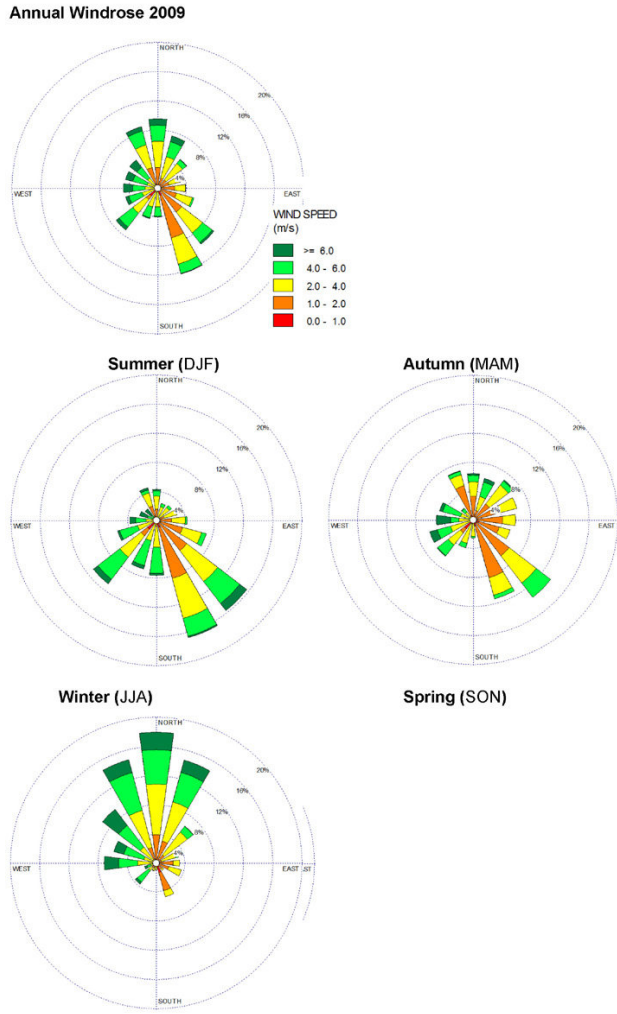 Annual Windrose 2009
NORTH
20%
16%
12%
8%
4%
WEST
EAST
SOUTH
WIND SPEED
(m/s)
>= 6.0
4.0 - 6.0
2.0 - 4.0
1.0 - 2.0
0.0 - 1.0
Summer (DJF)
NORTH
20%
16%
12%
8%
4%
WEST
EAST
SOUTH
Autumn (MAM)
NORTH
20%
16%
12%
8%
4%
WEST
EAST
SOUTH
Winter (JJA)
NORTH
20%
16%
12%
8%
4%
WEST
EAST
SOUTH
Spring (SON)
ST